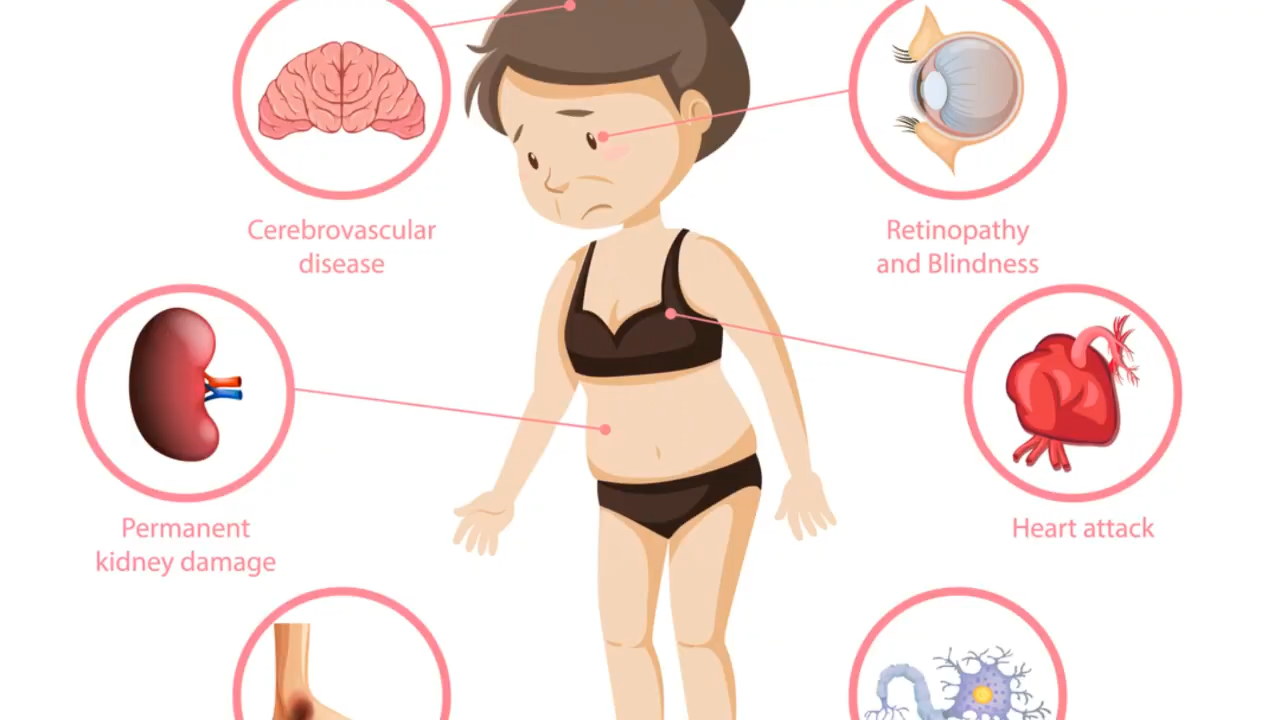 Cerebrovascular
disease
Retinopathy
and Blindness
Permanent
kidney damage
Heart attack